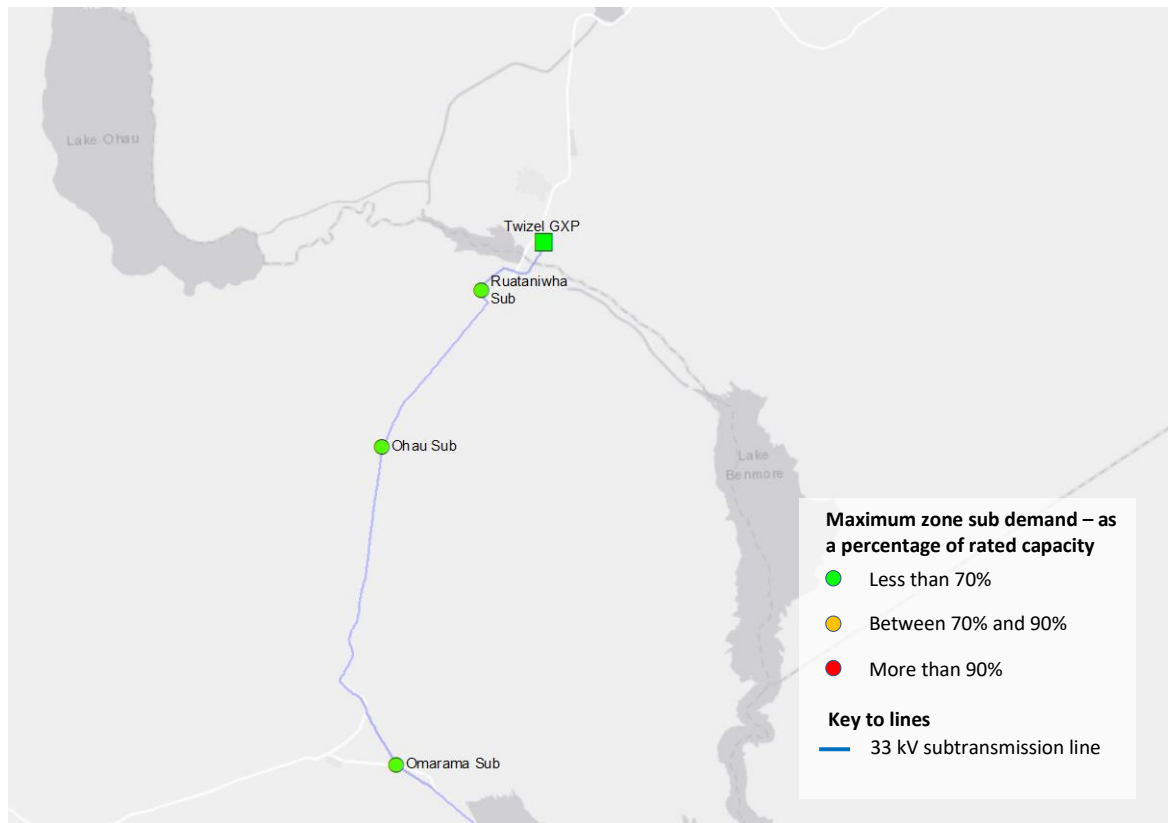 Lake Ohau
Twizel GXP
Ruataniwha
Sub
Ohau Sub
Lake
Benmore
Omarama Sub
Maximum zone sub demand – as
a percentage of rated capacity
Less than 70%
Between 70% and 90%
More than 90%
Key to lines
33 kV subtransmission line